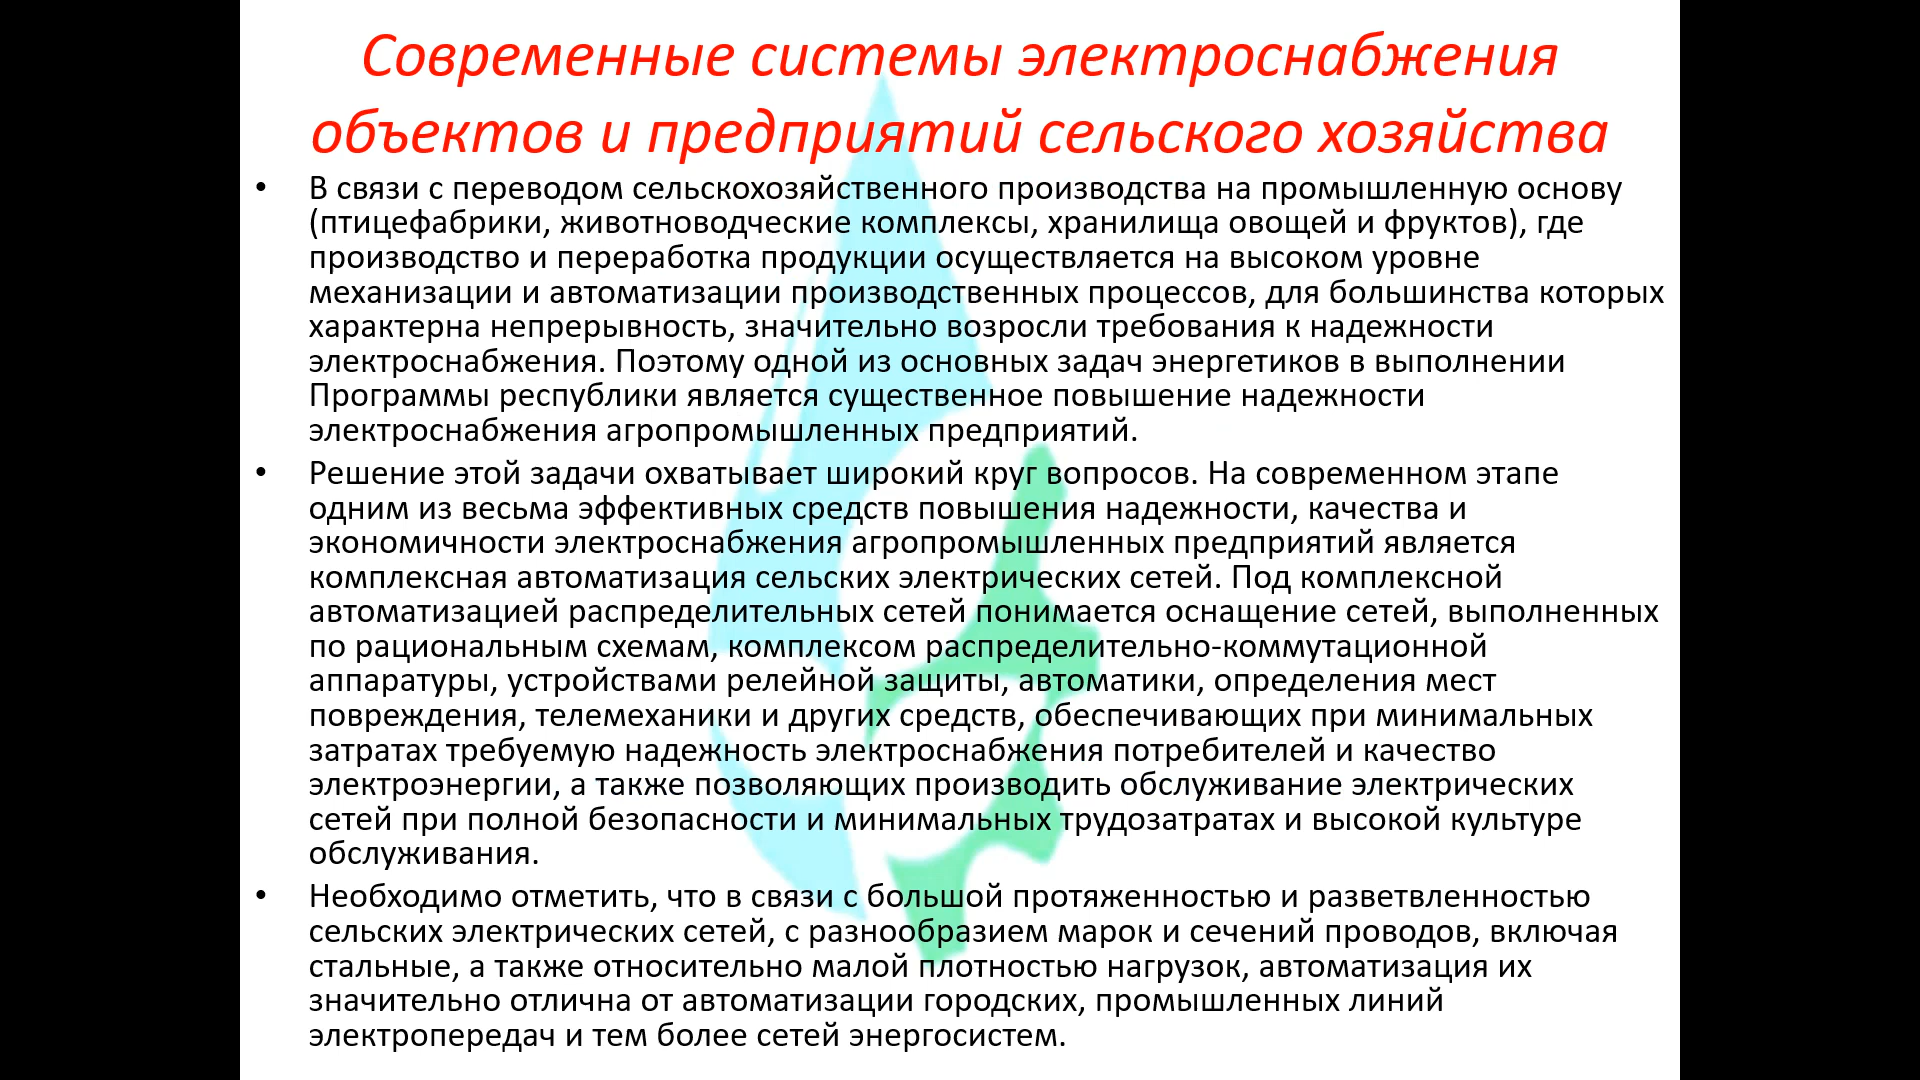 Современные системы электроснабжения
объектов и предприятий сельского хозяйства
• В связи с переводом сельскохозяйственного производства на промышленную основу
(птицефабрики, животноводческие комплексы, хранилища овощей и фруктов), где
производство и переработка продукции осуществляется на высоком уровне
механизации и автоматизации производственных процессов, для большинства которых
характерна непрерывность, значительно возросли требования к надежности
электроснабжения. Поэтому одной из основных задач энергетиков в выполнении
Программы республики является существенное повышение надежности
электроснабжения агропромышленных предприятий.
• Решение этой задачи охватывает широкий круг вопросов. На современном этапе
одним из весьма эффективных средств повышения надежности, качества и
экономичности электроснабжения агропромышленных предприятий является
комплексная автоматизация сельских электрических сетей. Под комплексной
автоматизацией распределительных сетей понимается оснащение сетей, выполненных
по рациональным схемам, комплексом распределительно-коммутационной
аппаратуры, устройствами релейной защиты, автоматики, определения мест
повреждения, телемеханики и других средств, обеспечивающих при минимальных
затратах требуемую надежность электроснабжения потребителей и качество
электроэнергии, а также позволяющих производить обслуживание электрических
сетей при полной безопасности и минимальных трудозатратах и высокой культуре
обслуживания.
• Необходимо отметить, что в связи с большой протяженностью и разветвленностью
сельских электрических сетей, с разнообразием марок и сечений проводов, включая
стальные, а также относительно малой плотностью нагрузок, автоматизация их
значительно отлична от автоматизации городских, промышленных линий
электропередач и тем более сетей энергосистем.